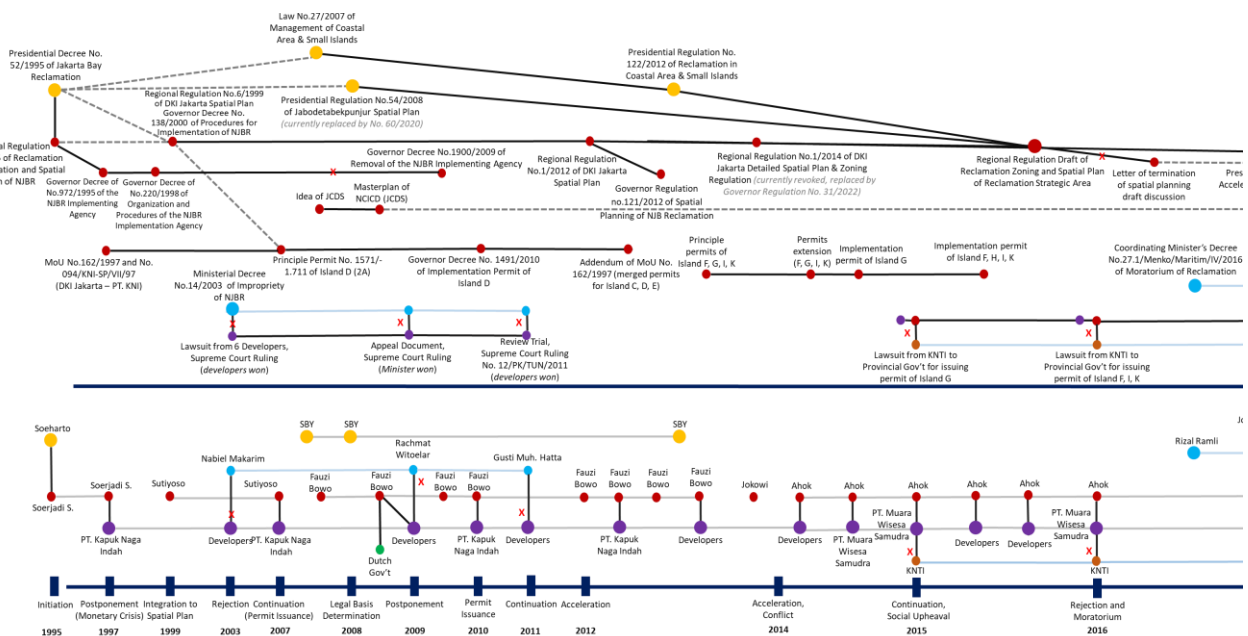 Law No.27/2007 of
Management of Coastal
Area & Small Islands
Presidential Decree No.
52/1995 of Jakarta Bay
Reclamation
Presidential Regulation No.
122/2012 of Reclamation in
Coastal Area & Small Islands
Regional Regulation No.6/1999
of DKI Jakarta Spatial Plan
Governor Decree No.
138/2000 of Procedures for
Implementation of NJBR
Presidential Regulation No.54/2008
of Jabodetabekpunjur Spatial Plan
(currently replaced by No. 60/2020)
al Regulation
of Reclamation
ation and Spatial
n of NJBR
Governor Decree of
No.972/1995 of the
NJBR Implementing
Agency
Governor Decree of
No.220/1998 of
Organization and
Procedures of the NJBR
Implementation Agency
x
Governor Decree No.1900/2009 of
Removal of the NJBR Implementing Agency
Idea of JCDS
Masterplan of
NCICD (JCDS)
Regional Regulation
No.1/2012 of DKI Jakarta
Spatial Plan
Governor Regulation
no.121/2012 of Spatial
Planning of NJB Reclamation
Regional Regulation No.1/2014 of DKI
Jakarta Detailed Spatial Plan & Zoning
Regulation (currently revoked, replaced by
Governor Regulation No. 31/2022)
Regional Regulation Draft of
Reclamation Zoning and Spatial Plan
of Reclamation Strategic Area
x
Letter of termination
of spatial planning
draft discussion
Pres
Accele
MoU No.162/1997 and No.
094/KNI-SP/VII/97
(DKI Jakarta – PT. KNI)
Principle Permit No. 1571/-
1.711 of Island D (2A)
Governor Decree No. 1491/2010
of Implementation Permit of
Island D
Addendum of MoU No.
162/1997 (merged permits
for Island C, D, E)
Principle
permits of
Island F, G, I, K
Permits
extension
(F, G, I, K)
Implementation
permit of Island G
Implementation permit
of Island F, H, I, K
Coordinating Minister's Decree
No.27.1/Menko/Maritim/IV/2016
of Moratorium of Reclamation
Ministerial Decree
No.14/2003 of Impropriety
of NJBR
x
x
x
x
x
Lawsuit from 6 Developers,
Supreme Court Ruling
(developers won)
Appeal Document,
Supreme Court Ruling
(Minister won)
Review Trial,
Supreme Court Ruling
No. 12/PK/TUN/2011
(developers won)
Lawsuit from KNTI to
Provincial Gov't for issuing
permit of Island G
Lawsuit from KNTI to
Provincial Gov't for issuing
permit of Island F, I, K
Soeharto
SBY
SBY
SBY
Jo
Nabiel Makarim
Rachmat
Witoelar
Gusti Muh. Hatta
Rizal Ramli
Soerjadi S.
Soerjadi S.
Sutiyoso
Sutiyoso
Fauzi
Bowo
Fauzi
Bowo
Fauzi
Bowo
Fauzi
Bowo
Fauzi
Bowo
Fauzi
Bowo
Fauzi
Bowo
Fauzi
Bowo
Jokowi
Ahok
Ahok
Ahok
Ahok
Ahok
Ahok
x
x
x
PT. Kapuk Naga
Indah
Developers
PT. Kapuk Naga
Indah
Dutch
Gov't
Developers
PT. Kapuk
Naga Indah
Developers
PT. Kapuk
Naga Indah
Developers
Developers
PT. Muara
Wisesa
Samudra
PT. Muara
Wisesa
Samudra
Developers
Developers
PT. Muara
Wisesa
Samudra
x
x
KNTI
KNTI
Initiation
1995
Postponement
(Monetary Crisis)
1997
Integration to
Spatial Plan
1999
Rejection
2003
Continuation
(Permit Issuance)
2007
Legal Basis
Determination
2008
Postponement
2009
Permit
Issuance
2010
Continuation
2011
Acceleration
2012
Acceleration,
Conflict
2014
Continuation,
Social Upheaval
2015
Rejection and
Moratorium
2016